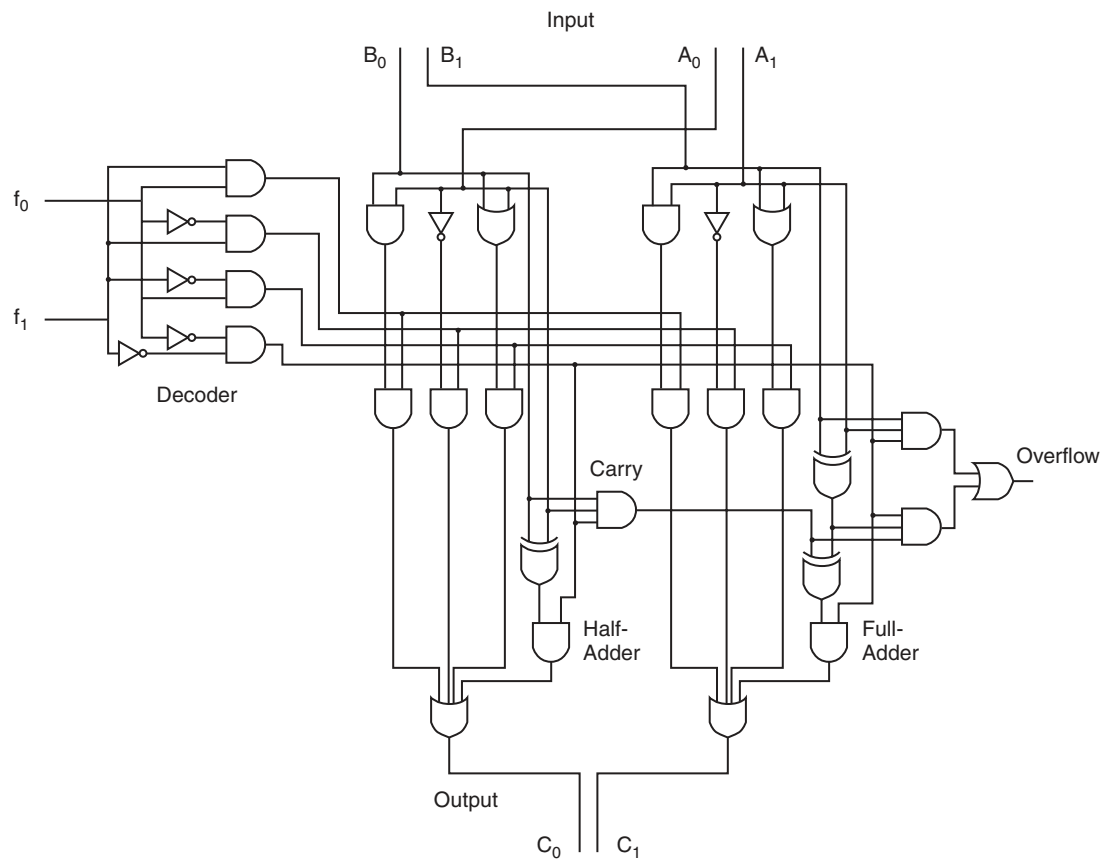 Input
B0 B1 A0 A1
f0
f1
Decoder
Carry
Overflow
Half-
Adder
Full-
Adder
Output
C0 C1